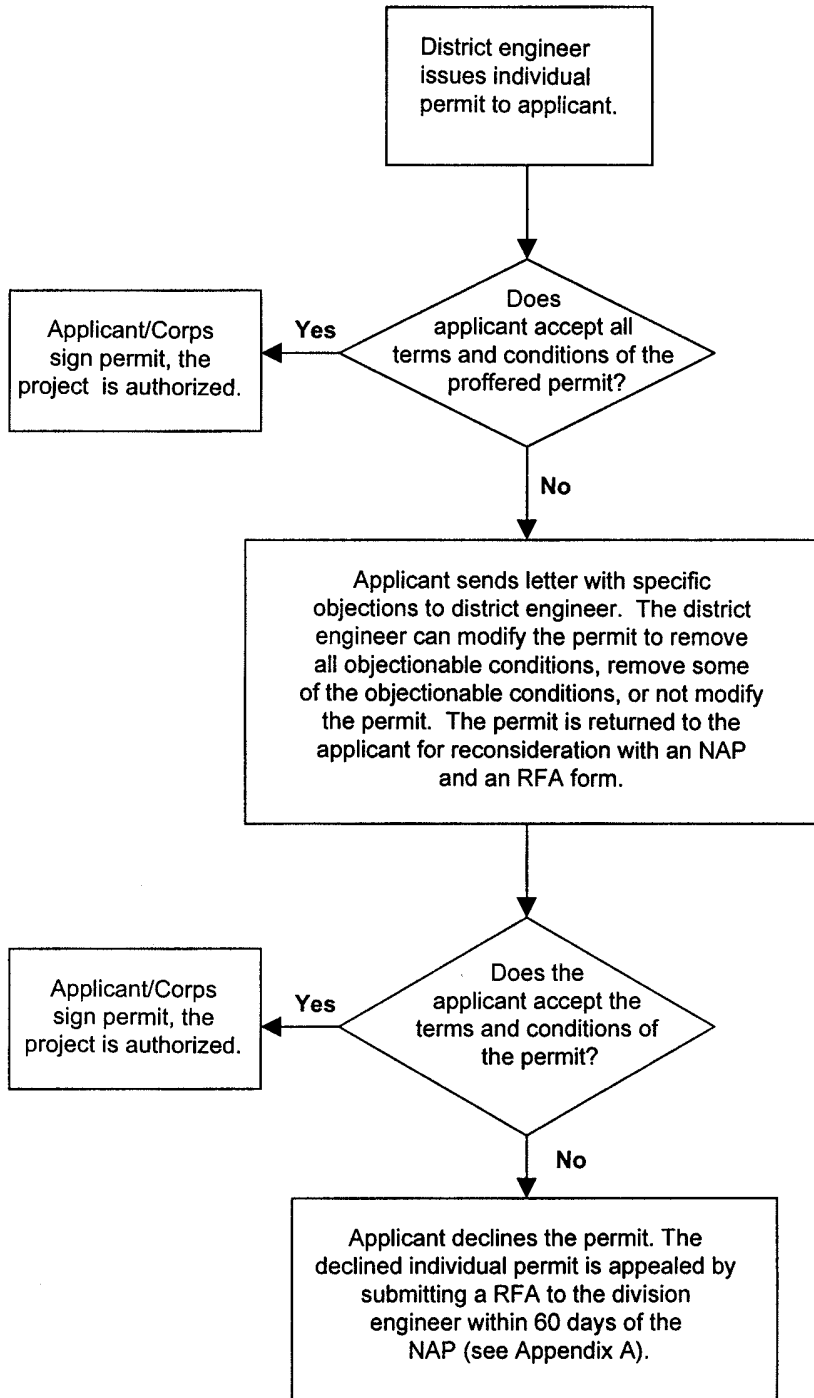 District engineer
issues individual
permit to applicant.
Does
applicant accept all
terms and conditions of the
proffered permit?
Yes
Applicant/Corps
sign permit, the
project is authorized.
No
Applicant sends letter with specific
objections to district engineer. The district
engineer can modify the permit to remove
all objectionable conditions, remove some
of the objectionable conditions, or not modify
the permit. The permit is returned to the
applicant for reconsideration with an NAP
and an RFA form.
Does the
applicant accept the
terms and conditions of
the permit?
Yes
Applicant/Corps
sign permit, the
project is authorized.
No
Applicant declines the permit. The
declined individual permit is appealed by
submitting a RFA to the division
engineer within 60 days of the
NAP (see Appendix A).